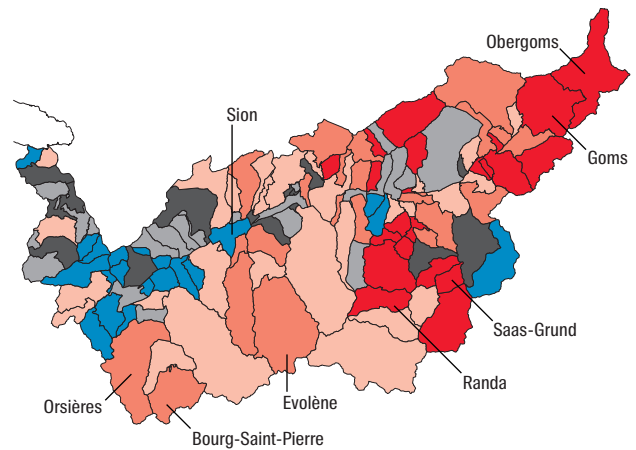 Obergoms
Sion
Goms
Saas-Grund
Randa
Evolène
Orsières
Bourg-Saint-Pierre